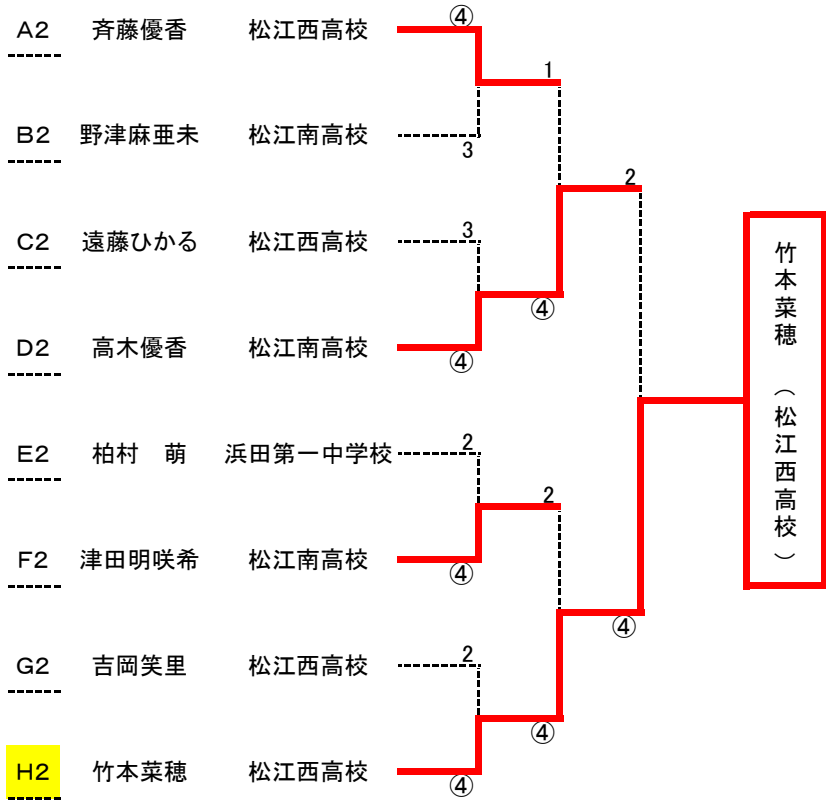 A2 斉藤優香 松江西高校 ④
1
B2 野津麻亜未 松江南高校 3
2
C2 遠藤ひかる 松江西高校 3
④
D2 高木優香 松江南高校 ④
竹本菜穂 （松江西高校）
E2 柏村 萌 浜田第一中学校 2
2
F2 津田明咲希 松江南高校 ④
④
G2 吉岡笑里 松江西高校 2
④
H2 竹本菜穂 松江西高校 ④